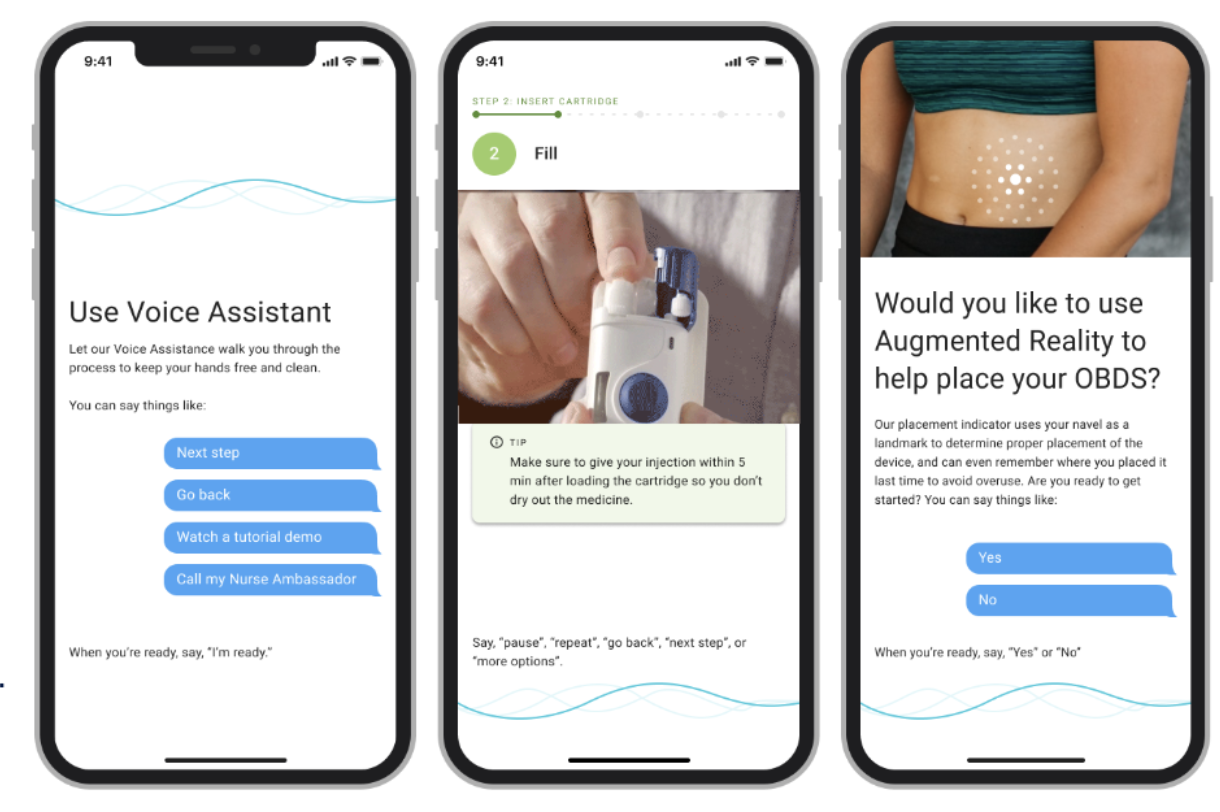 9:41
Use Voice Assistant
Let our Voice Assistance walk you through the
process to keep your hands free and clean.
You can say things like:
Next step
Go back
Watch a tutorial demo
Call my Nurse Ambassador
When you're ready, say, "I'm ready."
9:41
STEP 2: INSERT CARTRIDGE
2 Fill
TIP
Make sure to give your injection within 5
min after loading the cartridge so you don't
dry out the medicine.
Say, "pause", "repeat", "go back", "next step", or
"more options".
Would you like to use
Augmented Reality to
help place your OBDS?
Our placement indicator uses your navel as a
landmark to determine proper placement of the
device, and can even remember where you placed it
last time to avoid overuse. Are you ready to get
started? You can say things like:
Yes
No
When you're ready, say, "Yes" or "No"
.